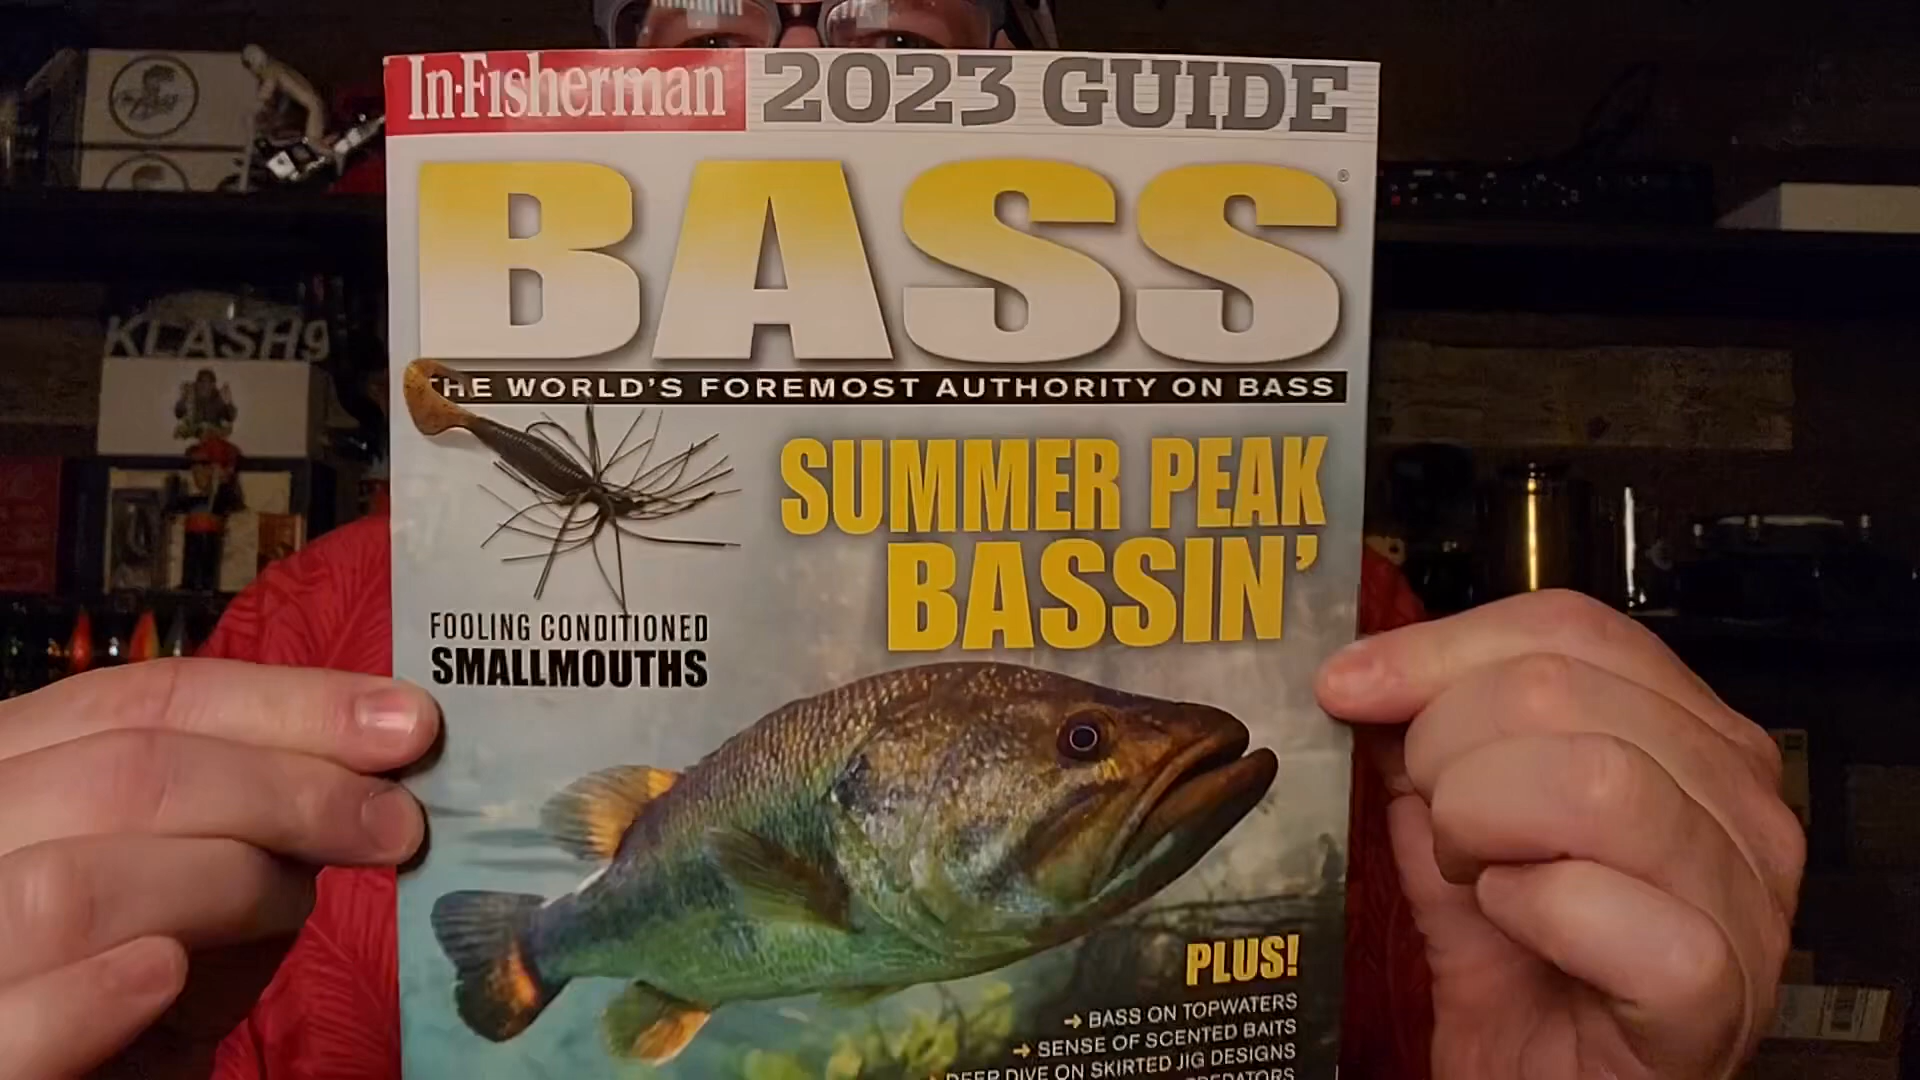 In-Fisherman 2023 GUIDE
BASS®
THE WORLD'S FOREMOST AUTHORITY ON BASS
SUMMER PEAK
BASSIN'
FOOLING CONDITIONED
SMALLMOUTHS
PLUS!
→ BASS ON TOPWATERS
→ SENSE OF SCENTED BAITS
DEEP DIVE ON SKIRTED JIG DESIGNS
PREDATORS
KLASH9